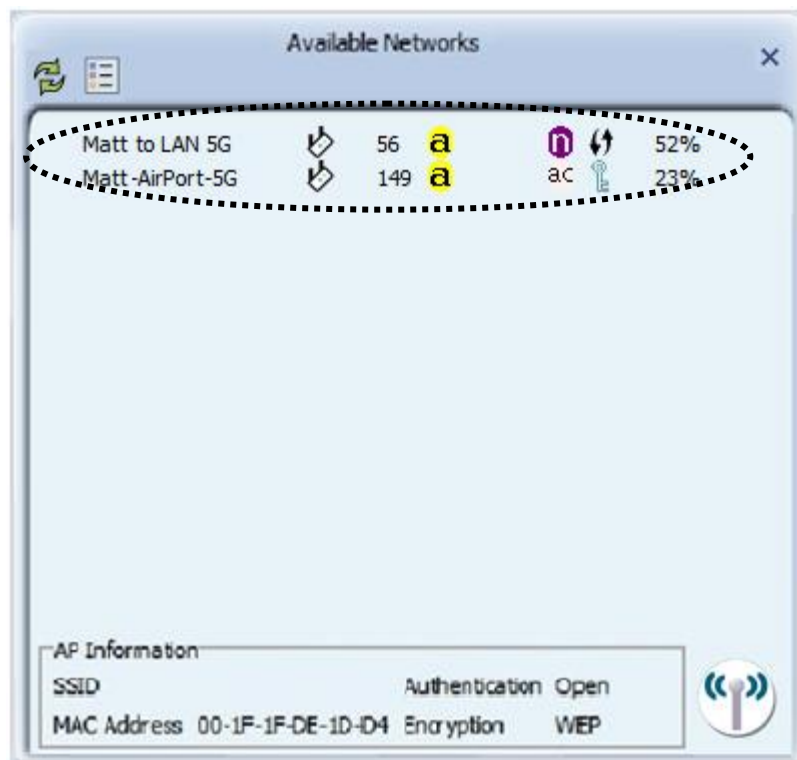 Available Networks
Matt to LAN 5G 56 a n 52%
Matt-AirPort-5G 149 a ac 23%
AP Information
SSID Authentication Open
MAC Address 00-1F-1F-DE-1D-D4 Encryption WEP